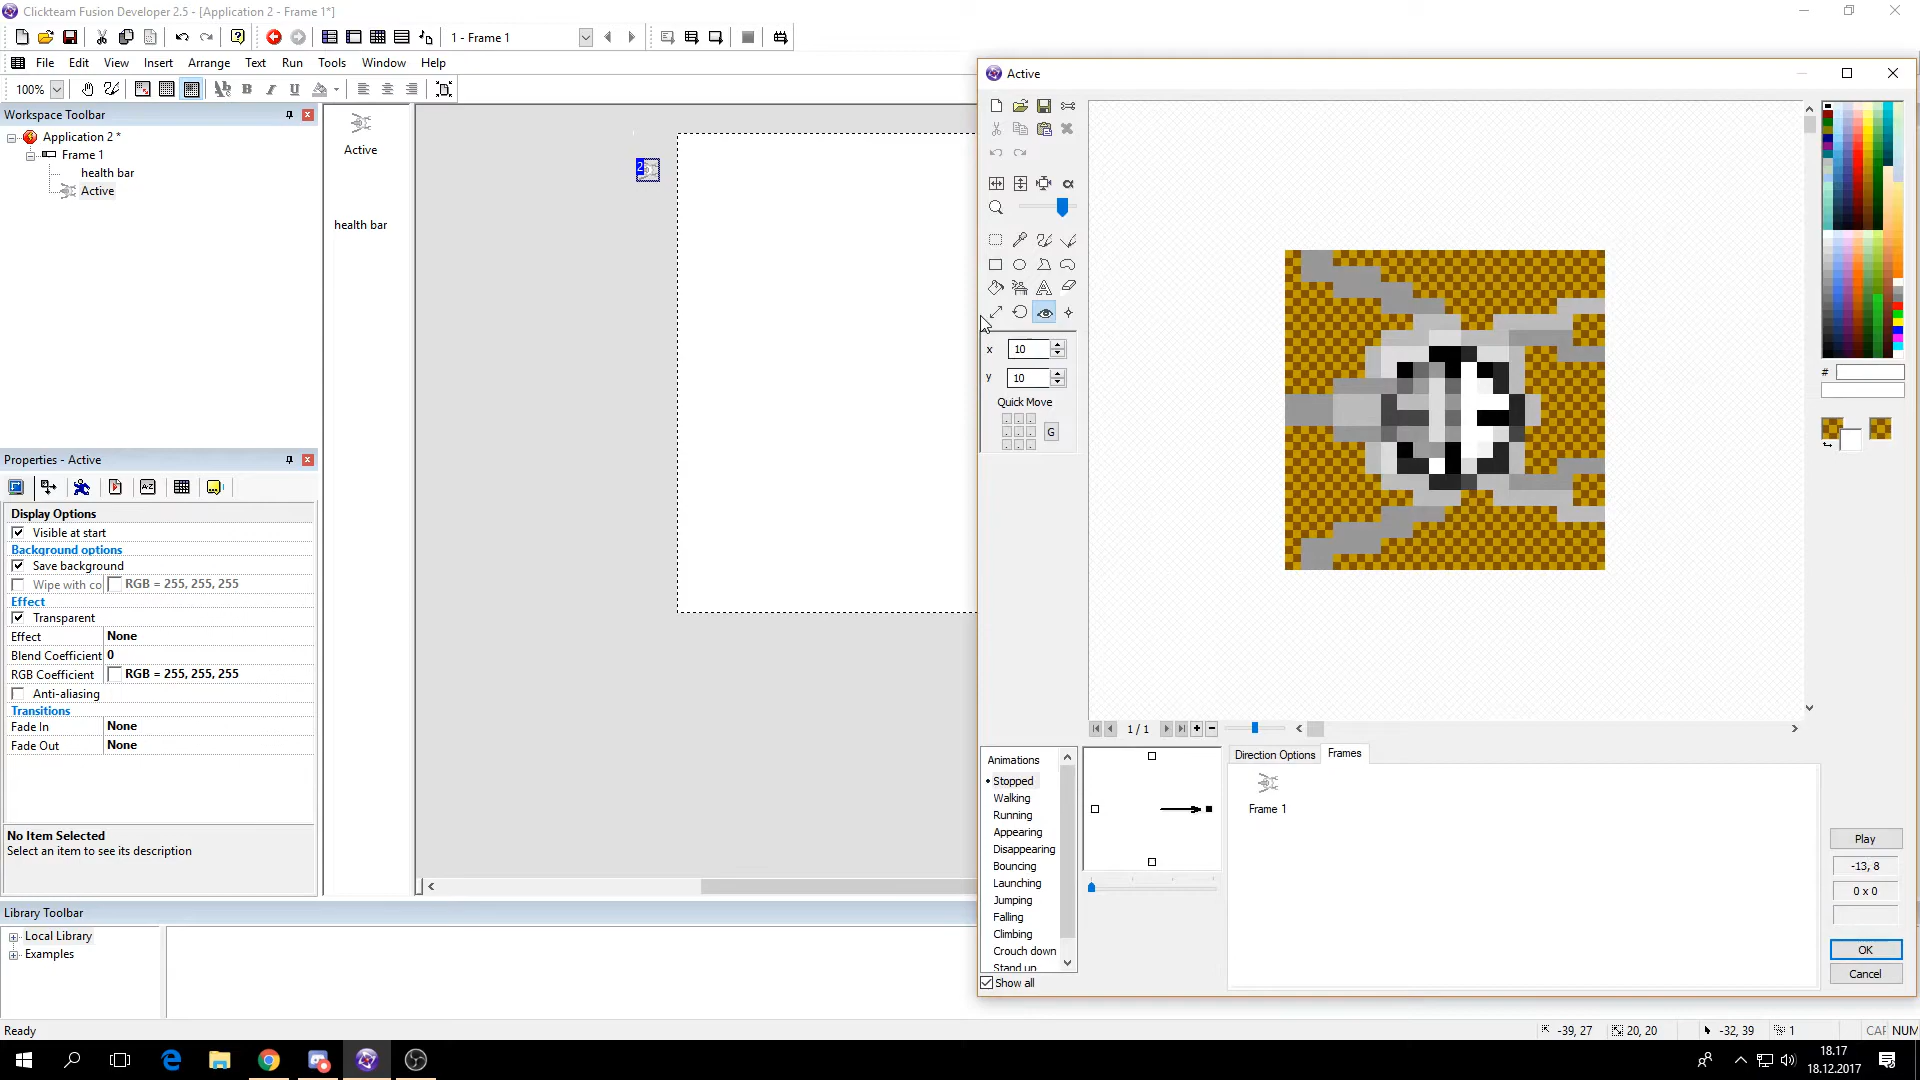 Clickteam Fusion Developer 2.5 - [Application 2 - Frame 1*]
1 - Frame 1
File Edit View Insert Arrange Text Run Tools Window Help
100%
Workspace Toolbar
Application 2 *
Frame 1
health bar
Active
Active
health bar
2
Properties - Active
Display Options
Visible at start
Background options
Save background
Wipe with co RGB = 255, 255, 255
Effect
Transparent
Effect None
Blend Coefficient 0
RGB Coefficient RGB = 255, 255, 255
Anti-aliasing
Transitions
Fade In None
Fade Out None
No Item Selected
Select an item to see its description
Library Toolbar
Local Library
Examples
Ready
Active
x 10
y 10
Quick Move
G
#
1 / 1
Animations
Stopped
Walking
Running
Appearing
Disappearing
Bouncing
Launching
Jumping
Falling
Climbing
Crouch down
Stand up
Show all
Direction Options Frames
Frame 1
Play
-13, 8
0 x 0
OK
Cancel
-39, 27 20, 20 -32, 39 1 CAP NUM
18.17
18.12.2017